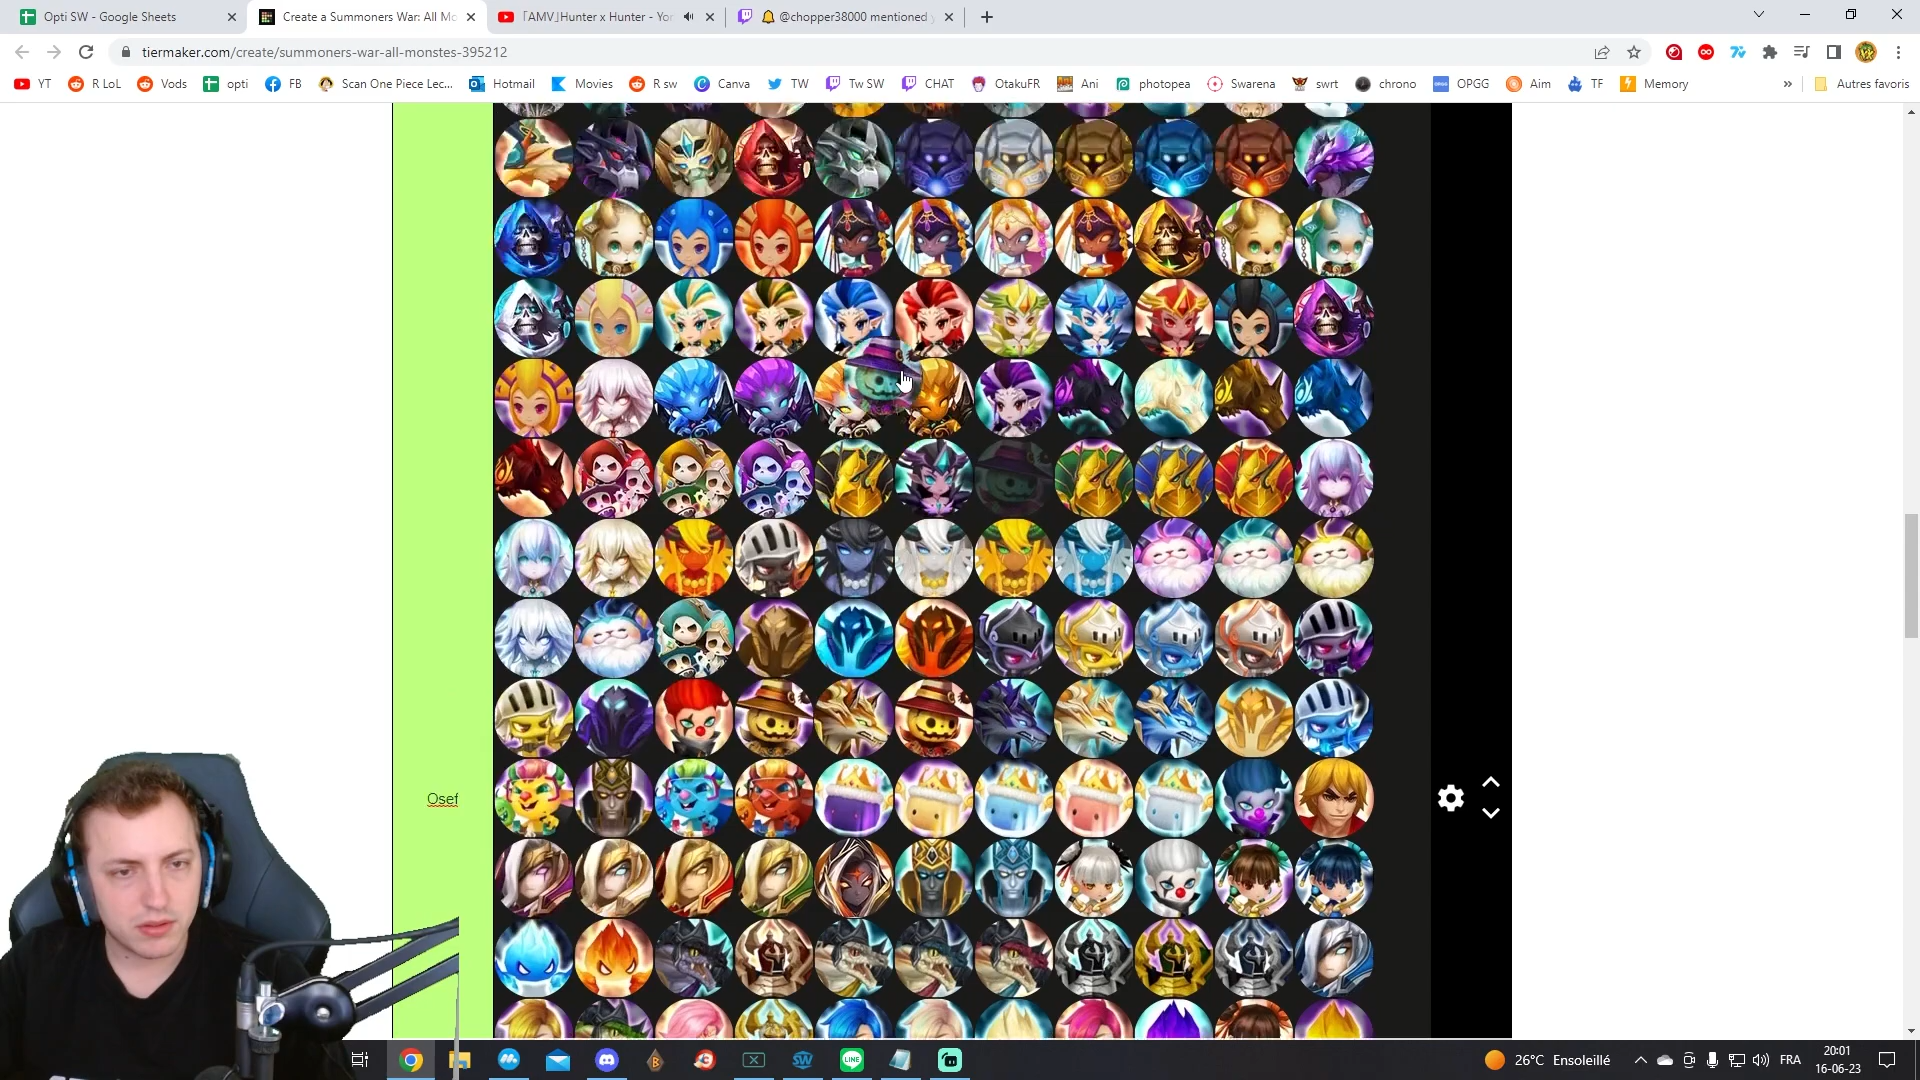 Opti SW - Google Sheets
Create a Summoners War: All Mo
「AMV」Hunter x Hunter - Yor
@chopper38000 mentioned
tiermaker.com/create/summoners-war-all-monstes-395212
YT
R LoL
Vods
opti
FB
Scan One Piece Lec...
Hotmail
Movies
R sw
Canva
TW
Tw SW
CHAT
OtakuFR
Ani
photopea
Swarena
swrt
chrono
OPGG
Aim
TF
Memory
»
Autres favoris
Osef
26°C Ensoleillé
FRA
20:01
16-06-23